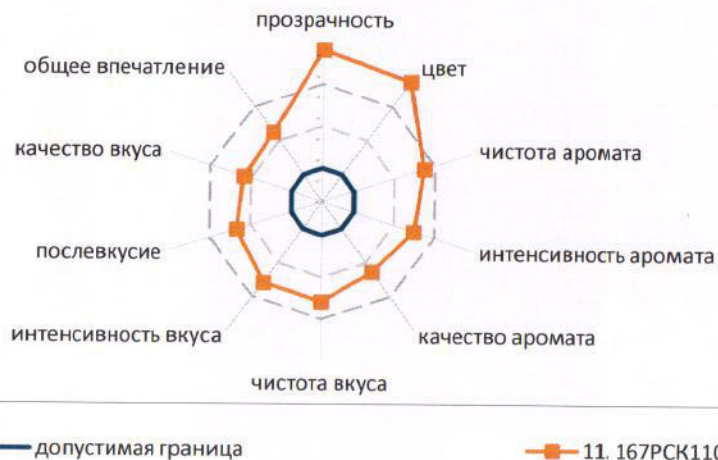 прозрачность
общее впечатление
цвет
качество вкуса
чистота аромата
послевкусие
интенсивность аромата
интенсивность вкуса
качество аромата
чистота вкуса
допустимая граница
11. 167РСК110